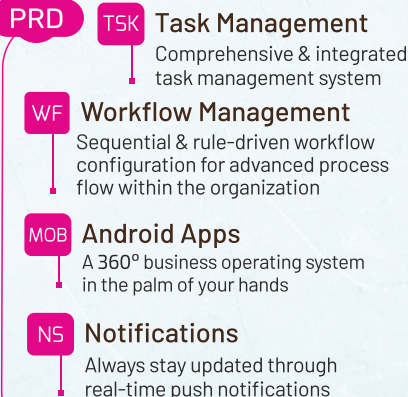 PRD
TSK
Task Management
Comprehensive & integrated
task management system
WF
Workflow Management
Sequential & rule-driven workflow
configuration for advanced process
flow within the organization
MOB
Android Apps
A 360° business operating system
in the palm of your hands
NS
Notifications
Always stay updated through
real-time push notifications